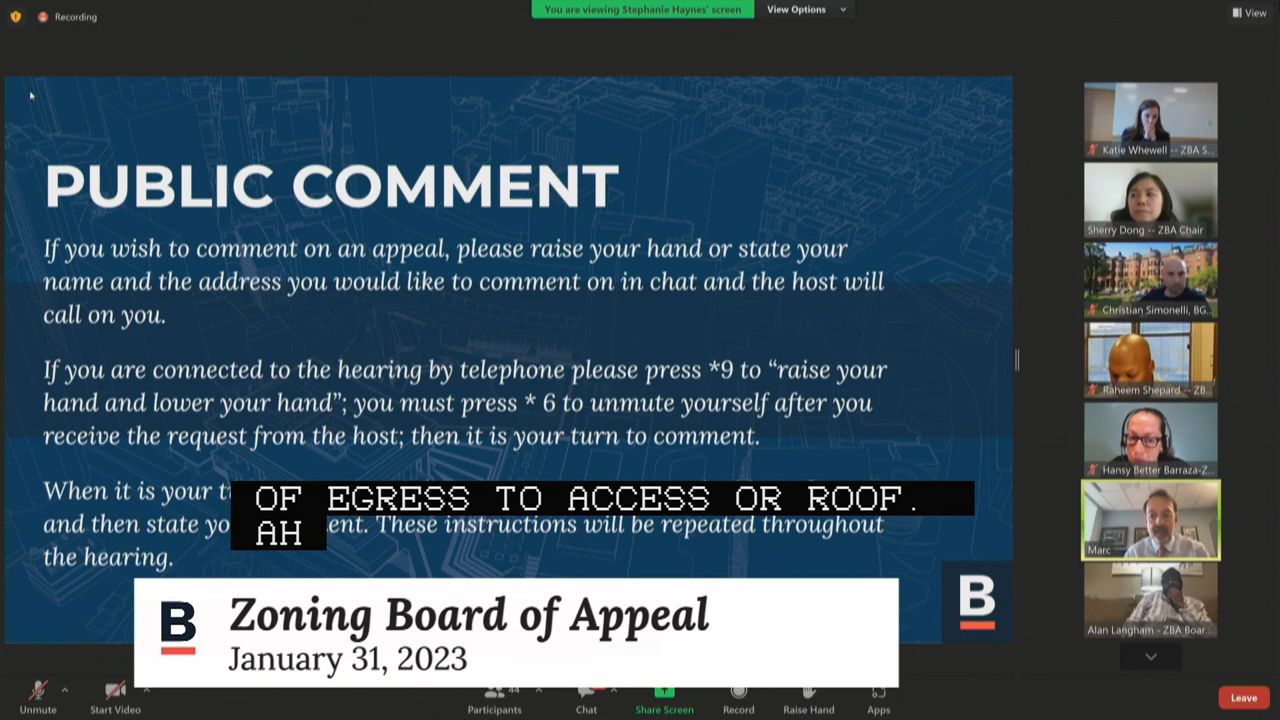 Recording
You are viewing Stephanie Haynes' screen
View Options
View
PUBLIC COMMENT
If you wish to comment on an appeal, please raise your hand or state your
name and the address you would like to comment on in chat and the host will
call on you.
If you are connected to the hearing by telephone please press *9 to “raise your
hand and lower your hand”; you must press * 6 to unmute yourself after you
receive the request from the host; then it is your turn to comment.
When it is your
and then state ent. These instructions will be repeated throughout
the hearing.
OF EGRESS TO ACCESS OR ROOF.
AH
B
B
Zoning Board of Appeal
January 31, 2023
Katie Whewell -- ZBA S...
Sherry Dong -- ZBA Chair
Christian Simonelli, BG...
Raheem Shepard -- ZB...
Hansy Better Barraza-Z...
Marc
Alan Langham - ZBA Boar...
Unmute
Start Video
Participants
44
Chat
Share Screen
Record
Raise Hand
Apps
Leave